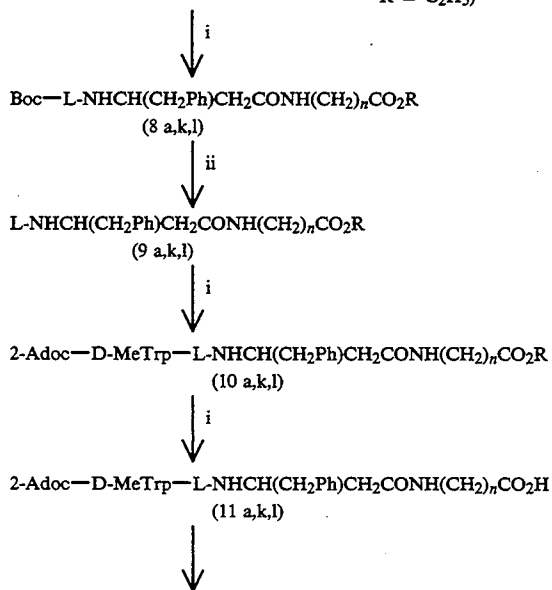 R = C₂H₅)
i
Boc—L-NHCH(CH₂Ph)CH₂CONH(CH₂)ₙCO₂R
(8 a,k,l)
ii
L-NHCH(CH₂Ph)CH₂CONH(CH₂)ₙCO₂R
(9 a,k,l)
i
2-Adoc—D-MeTrp—L-NHCH(CH₂Ph)CH₂CONH(CH₂)ₙCO₂R
(10 a,k,l)
i
2-Adoc—D-MeTrp—L-NHCH(CH₂Ph)CH₂CONH(CH₂)ₙCO₂H
(11 a,k,l)